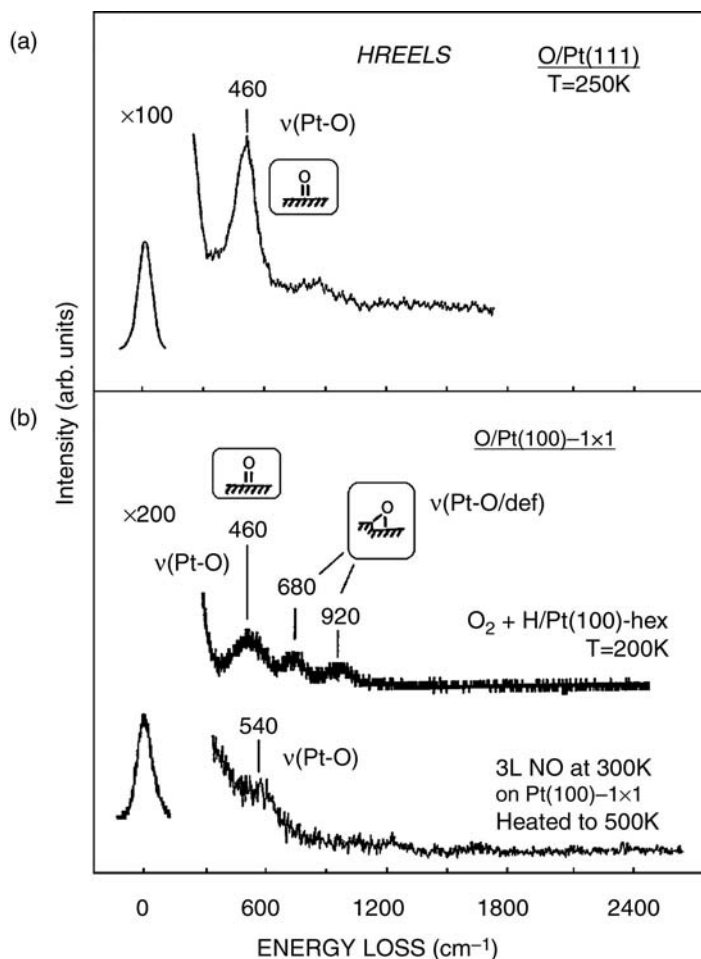 (a)
HREELS
O/Pt(111)
T=250K
460
×100
ν(Pt-O)
O
Intensity (arb. units)
(b)
O/Pt(100)–1×1
O
×200
460
O
ν(Pt-O/def)
ν(Pt-O)
680
920
O₂ + H/Pt(100)-hex
T=200K
540
ν(Pt-O)
3L NO at 300K
on Pt(100)–1×1
Heated to 500K
0 600 1200 1800 2400
ENERGY LOSS (cm⁻¹)